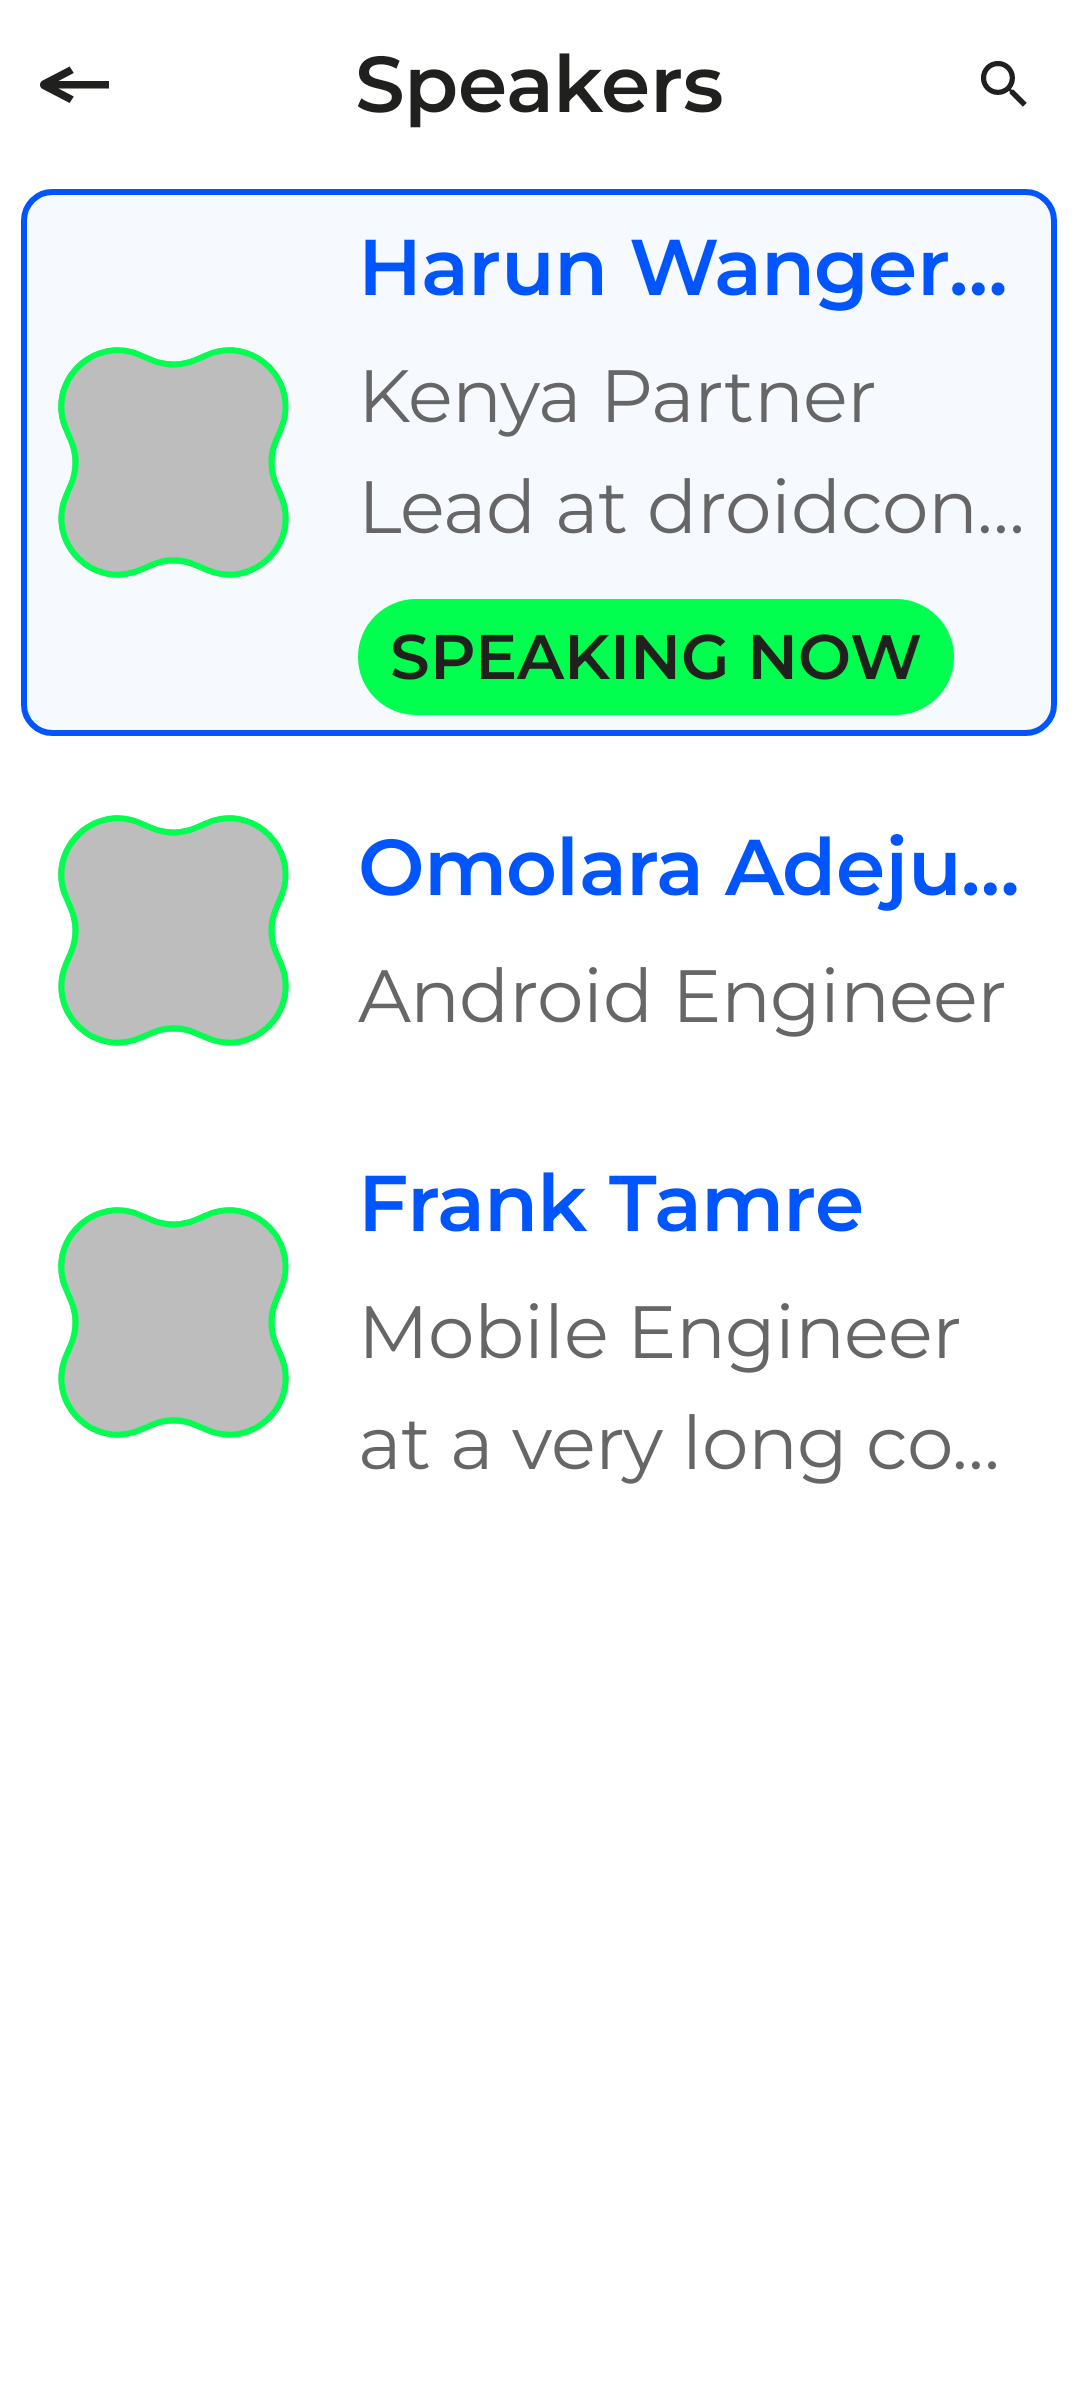 Speakers
Harun Wanger...
Kenya Partner
Lead at droidcon...
SPEAKING NOW
Omolara Adeju...
Android Engineer
Frank Tamre
Mobile Engineer
at a very long co...